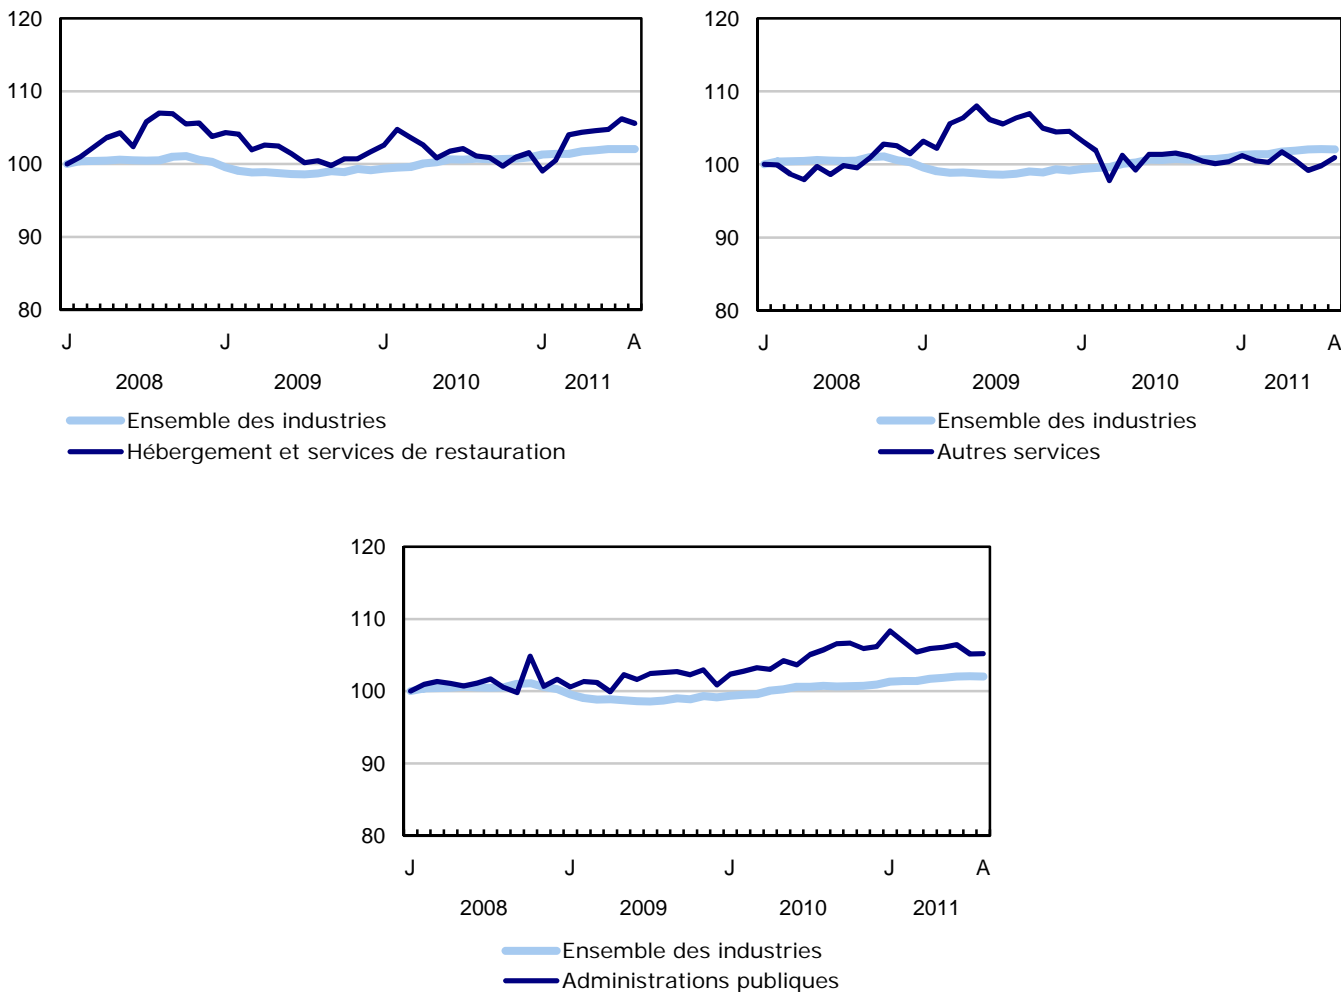 120
110
100
90
80
J J J J A
2008 2009 2010 2011
Ensemble des industries
Hébergement et services de restauration
120
110
100
90
80
J J J J A
2008 2009 2010 2011
Ensemble des industries
Autres services
120
110
100
90
80
J J J J A
2008 2009 2010 2011
Ensemble des industries
Administrations publiques